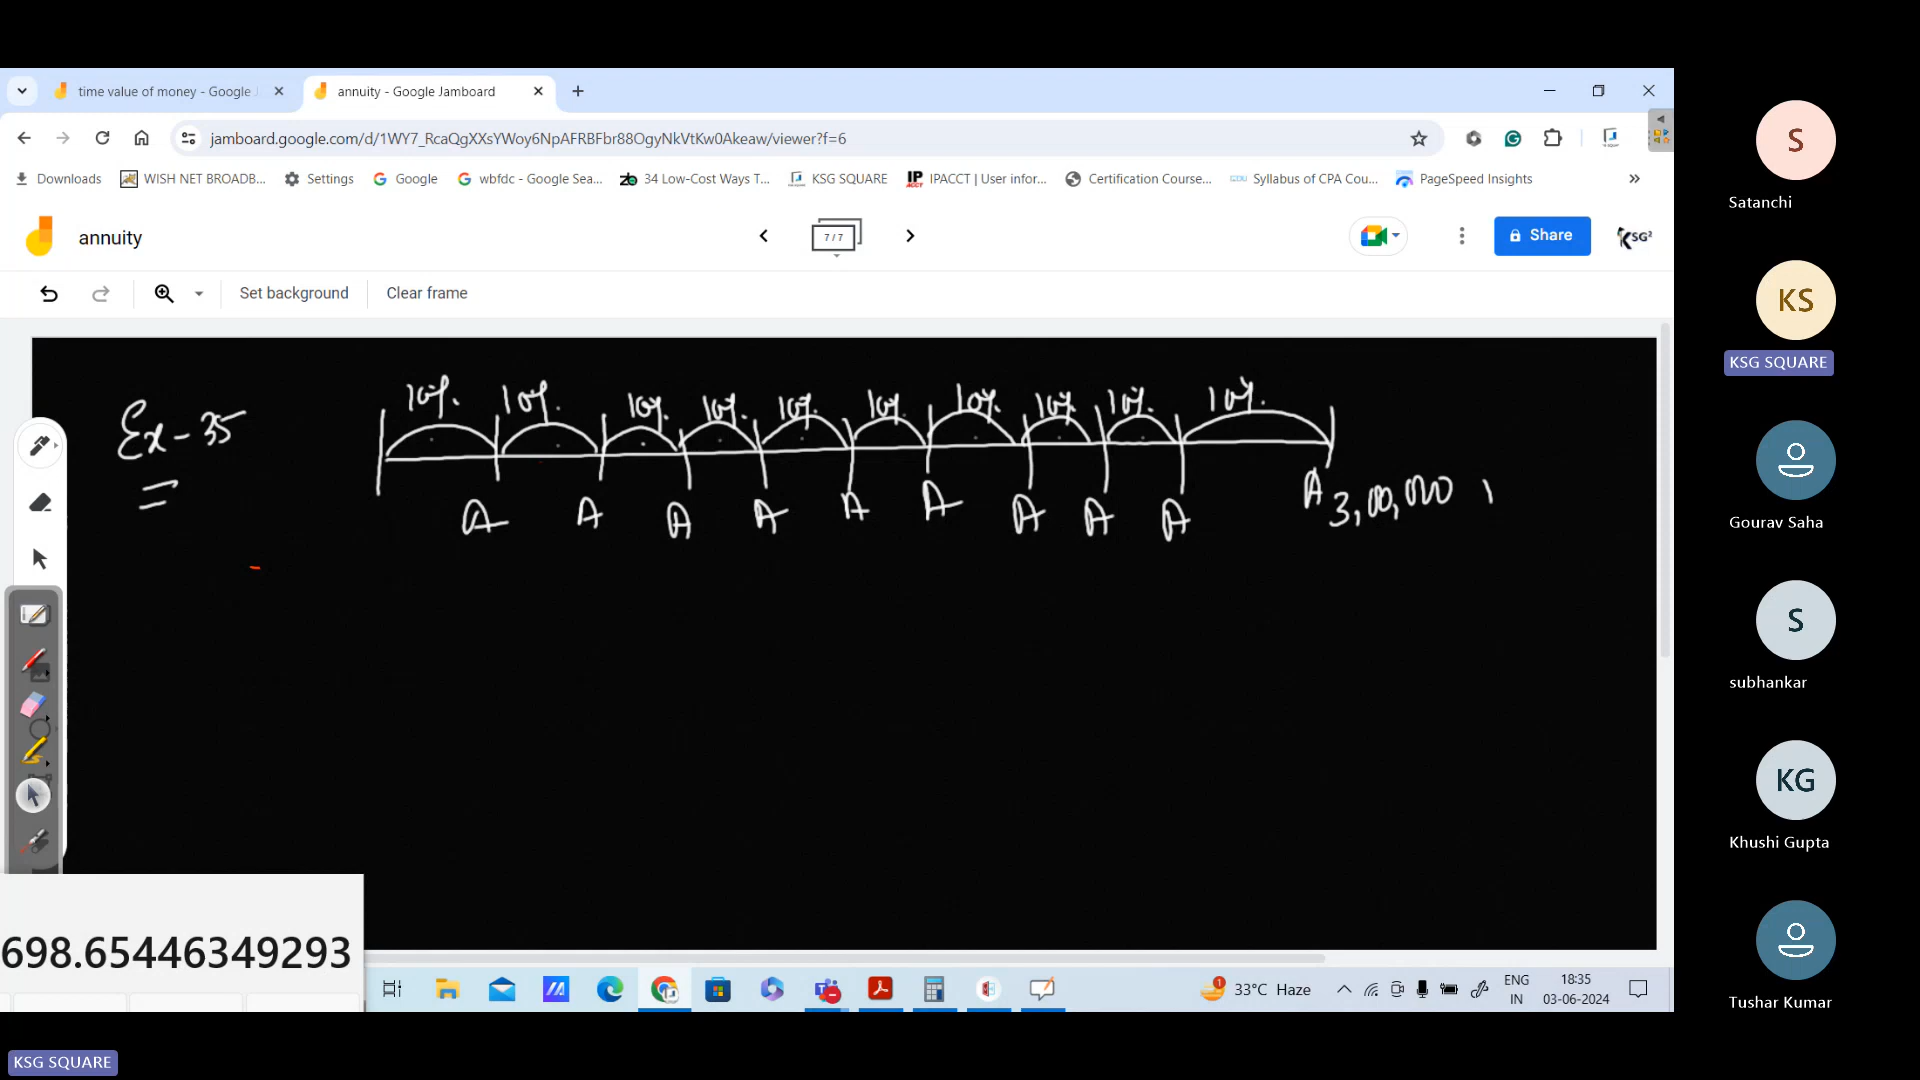 time value of money - Google J
annuity - Google Jamboard
jamboard.google.com/d/1WY7_RcaQgXXsYWoy6NpAFRBFbr88OgyNkVtKw0Akeaw/viewer?f=6
Downloads WISH NET BROADB... Settings Google wbfdc - Google Sea... 34 Low-Cost Ways T... KSG SQUARE IPACCT | User infor... Certification Course... Syllabus of CPA Cou... PageSpeed Insights
annuity 7 / 7 Share KSG²
Set background Clear frame
10%. 10%. 10%. 10%. 10%. 10%. 10%. 10%. 10%. 10%.
Ex-35
A A A A A A A A A A 3,00,000
698.65446349293
33°C Haze ENG IN 18:35 03-06-2024
S
Satanchi
KS
KSG SQUARE
Gourav Saha
S
subhankar
KG
Khushi Gupta
Tushar Kumar
KSG SQUARE